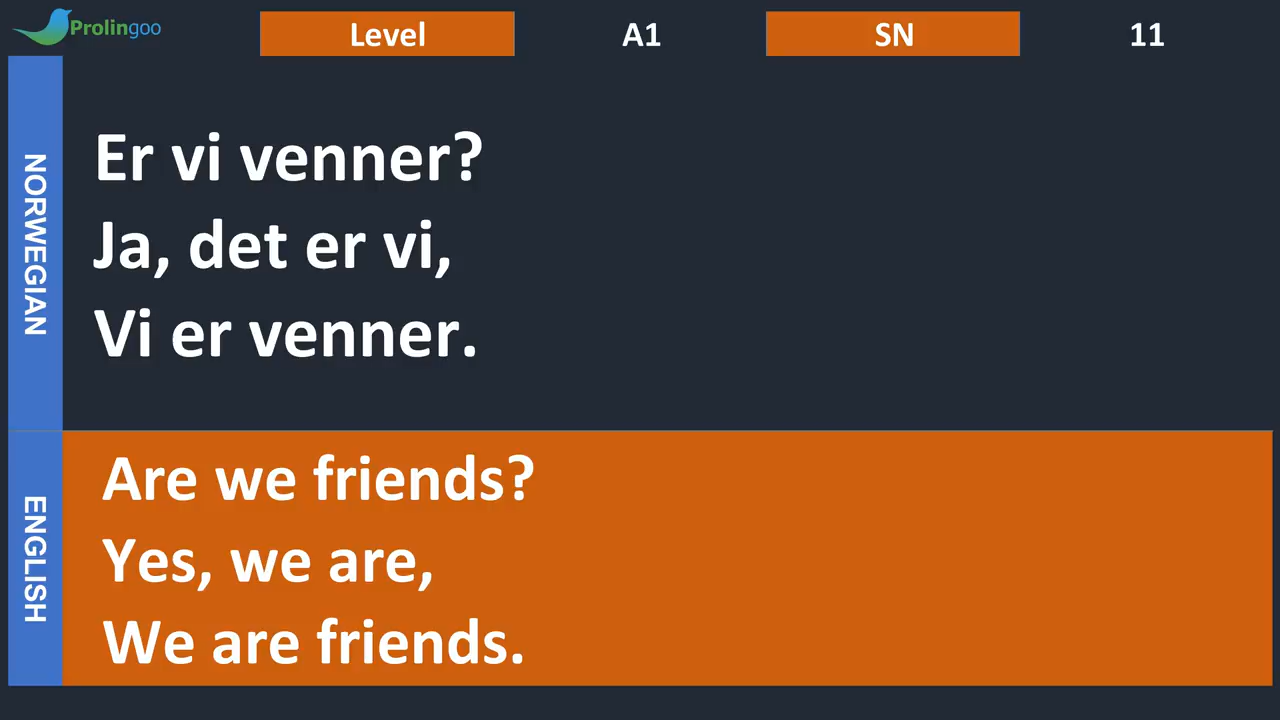 Prolingoo
Level
A1
SN
11
NORWEGIAN
Er vi venner?
Ja, det er vi,
Vi er venner.
ENGLISH
Are we friends?
Yes, we are,
We are friends.